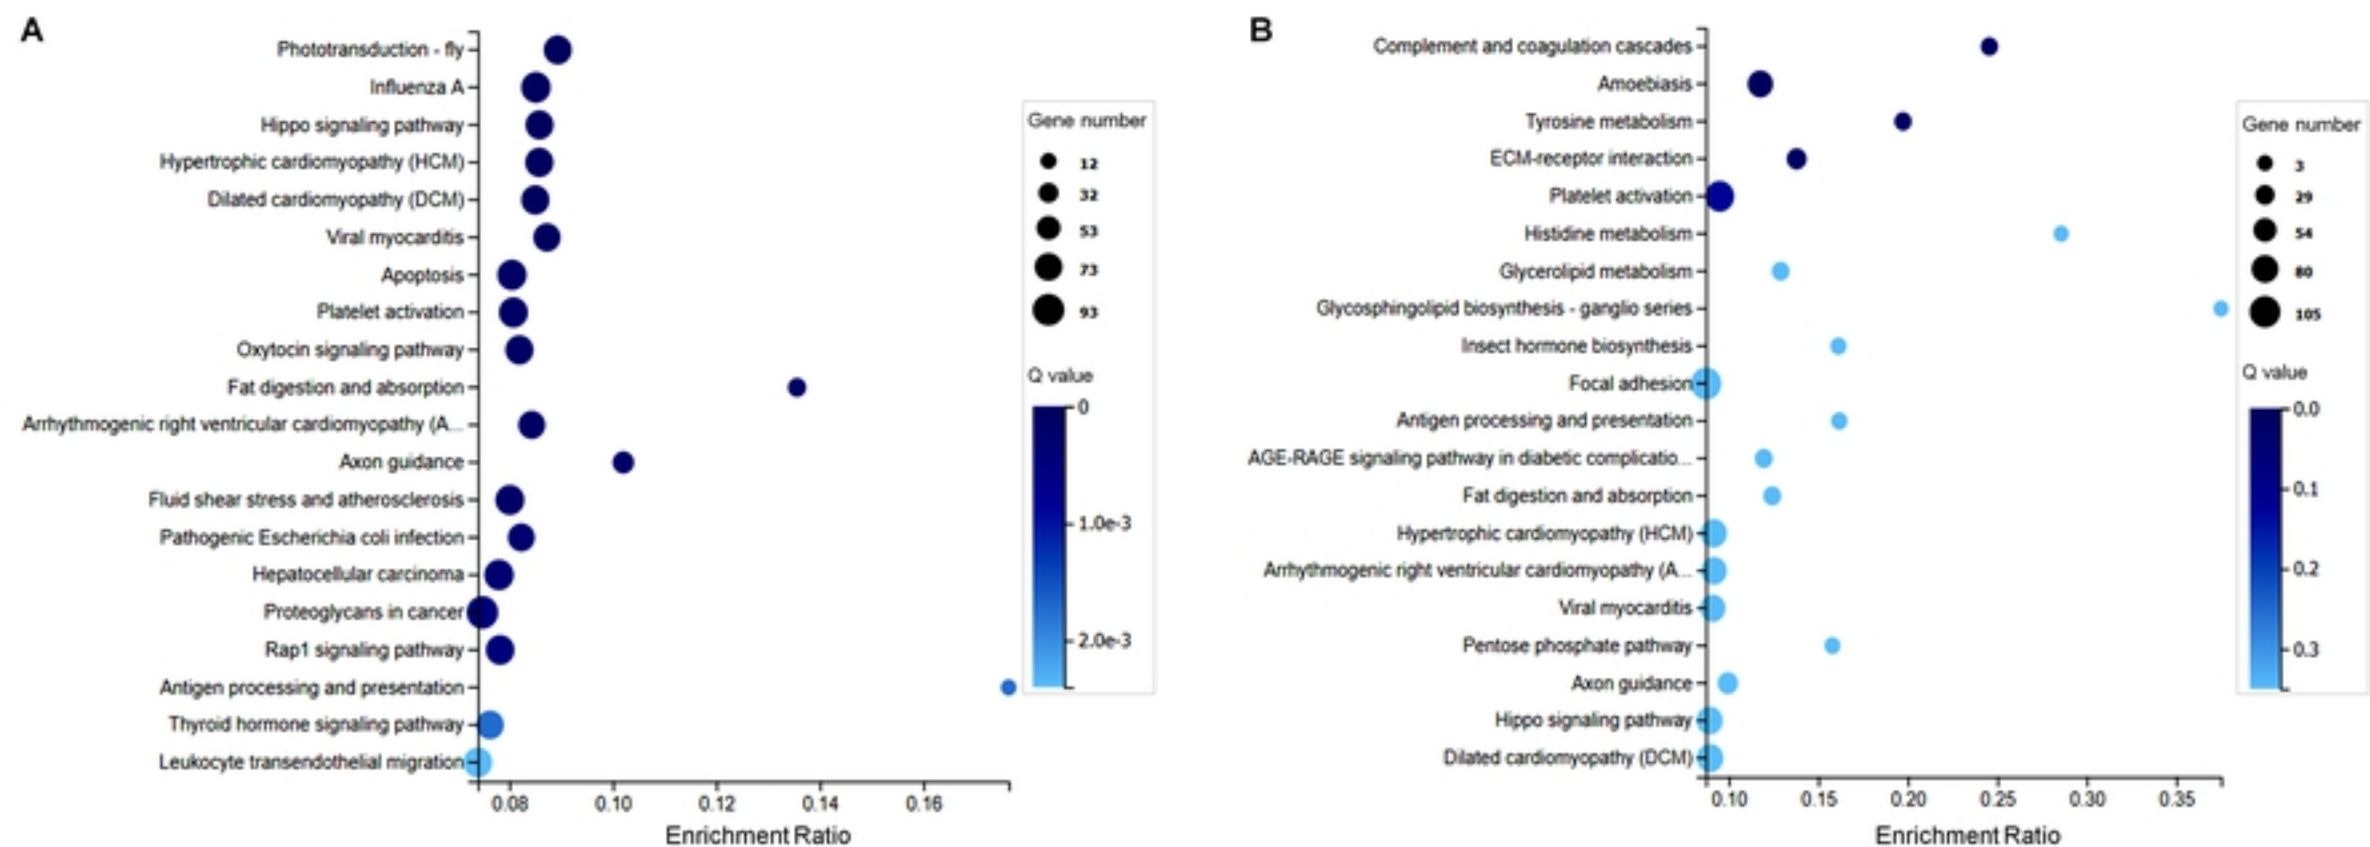 A
Phototransduction - fly
Influenza A
Hippo signaling pathway
Hypertrophic cardiomyopathy (HCM)
Dilated cardiomyopathy (DCM)
Viral myocarditis
Apoptosis
Platelet activation
Oxytocin signaling pathway
Fat digestion and absorption
Arrhythmogenic right ventricular cardiomyopathy (A...
Axon guidance
Fluid shear stress and atherosclerosis
Pathogenic Escherichia coli infection
Hepatocellular carcinoma
Proteoglycans in cancer
Rap1 signaling pathway
Antigen processing and presentation
Thyroid hormone signaling pathway
Leukocyte transendothelial migration
0.08 0.10 0.12 0.14 0.16
Enrichment Ratio
Gene number
12
32
53
73
93
Q value
0
1.0e-3
2.0e-3
B
Complement and coagulation cascades
Amoebiasis
Tyrosine metabolism
ECM-receptor interaction
Platelet activation
Histidine metabolism
Glycerolipid metabolism
Glycosphingolipid biosynthesis - ganglio series
Insect hormone biosynthesis
Focal adhesion
Antigen processing and presentation
AGE-RAGE signaling pathway in diabetic complicatio...
Fat digestion and absorption
Hypertrophic cardiomyopathy (HCM)
Arrhythmogenic right ventricular cardiomyopathy (A...
Viral myocarditis
Pentose phosphate pathway
Axon guidance
Hippo signaling pathway
Dilated cardiomyopathy (DCM)
0.10 0.15 0.20 0.25 0.30 0.35
Enrichment Ratio
Gene number
3
29
54
80
105
Q value
0.0
0.1
0.2
0.3